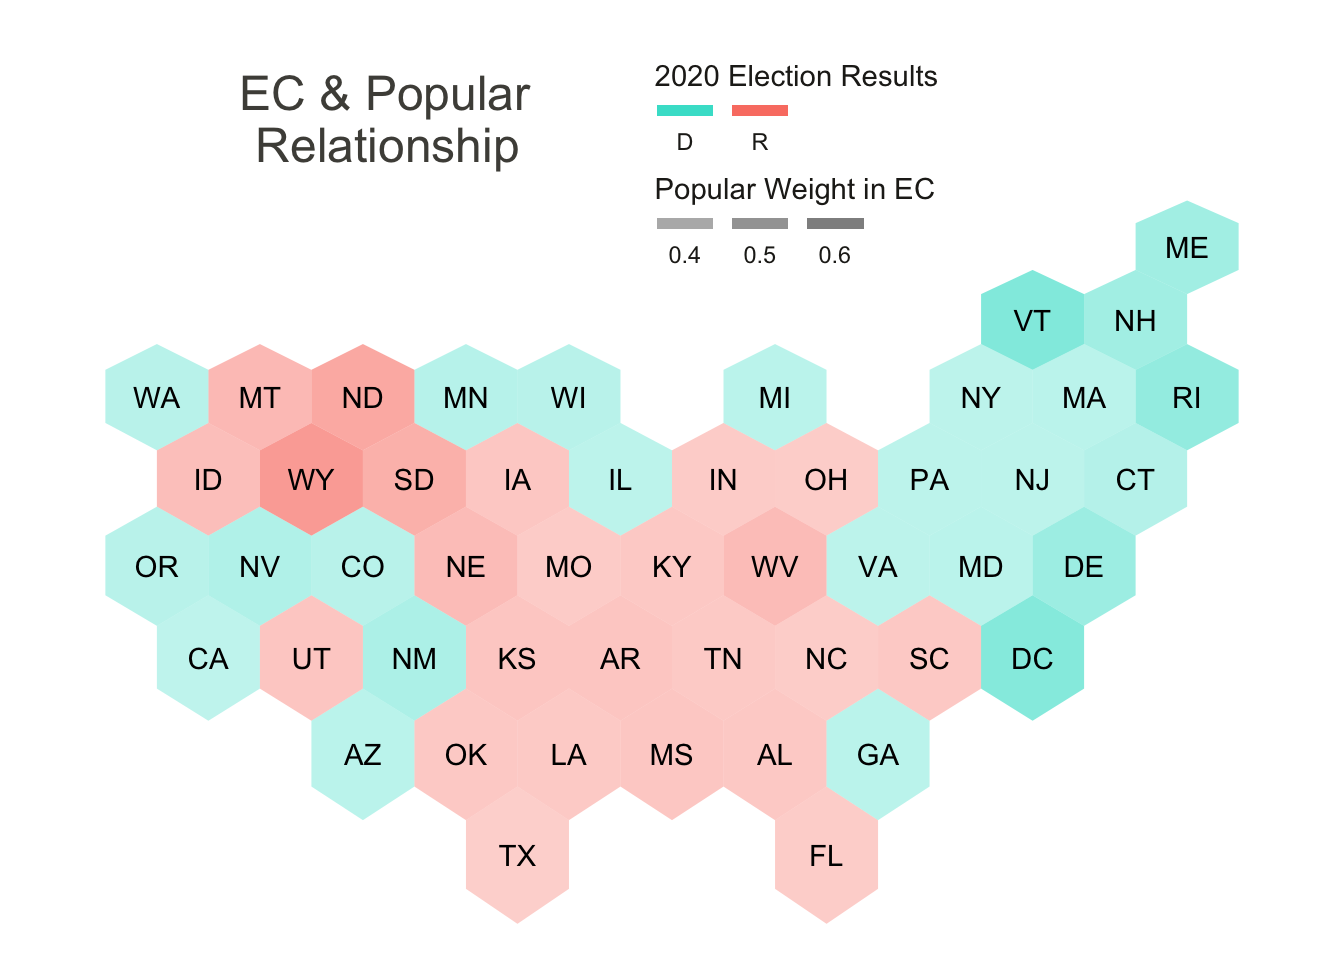 EC & Popular
Relationship
2020 Election Results
D R
Popular Weight in EC
0.4 0.5 0.6
ME
VT NH
WA MT ND MN WI MI NY MA RI
ID WY SD IA IL IN OH PA NJ CT
OR NV CO NE MO KY WV VA MD DE
CA UT NM KS AR TN NC SC DC
AZ OK LA MS AL GA
TX FL